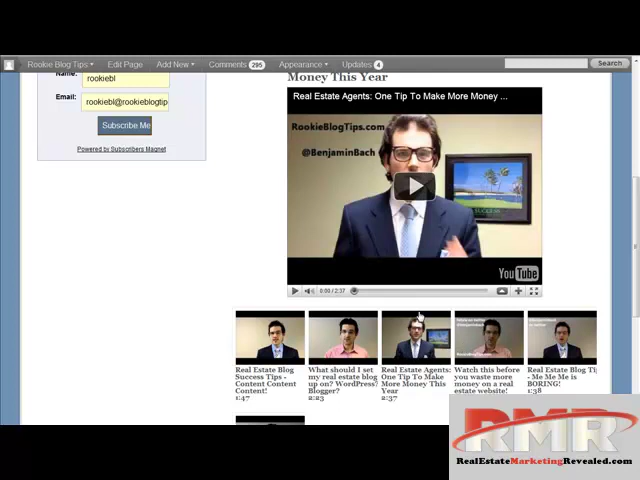 Rookie Blog Tips Edit Page Add New Comments 295 Appearance Updates 4 Search
Name: rookiebl
Email: rookiebl@rookieblogtip
Subscribe Me
Powered by Subscribers Magnet
Money This Year
Real Estate Agents: One Tip To Make More Money ...
RookieBlogTips.com
@BenjaminBach
SUCCESS
YouTube
0:00 / 2:37
Real Estate Blog
Success Tips -
Content Content
Content!
1:47
What should I set
my real estate blog
up on? WordPress?
Blogger?
2:23
Real Estate Agents:
One Tip To Make
More Money This
Year
2:37
Watch this before
you waste more
money on a real
estate website!
Real Estate Blog Ti
- Me Me Me is
BORING!
1:38
RMR
RealEstateMarketingRevealed.com